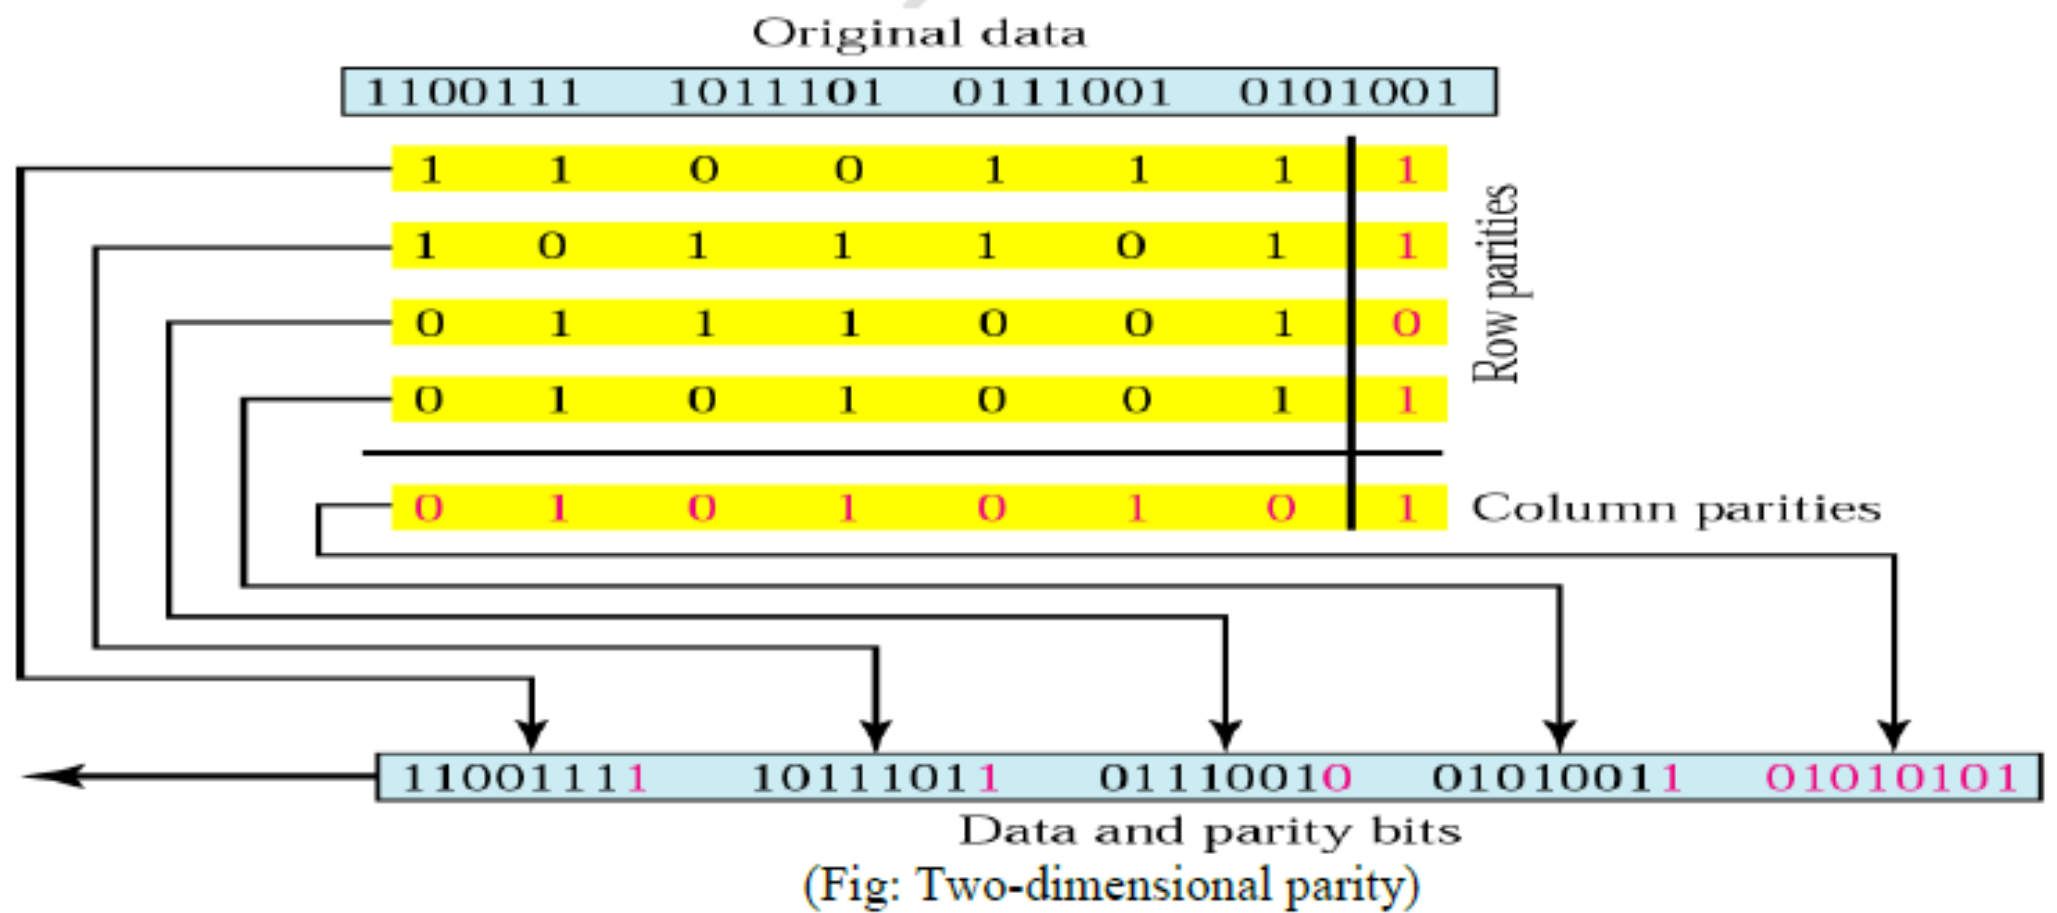 Original data
1100111 1011101 0111001 0101001
1 1 0 0 1 1 1 1
1 0 1 1 1 0 1 1
0 1 1 1 0 0 1 0
0 1 0 1 0 0 1 1
Row parities
0 1 0 1 0 1 0 1 Column parities
11001111 10111011 01110010 01010011 01010101
Data and parity bits
(Fig: Two-dimensional parity)